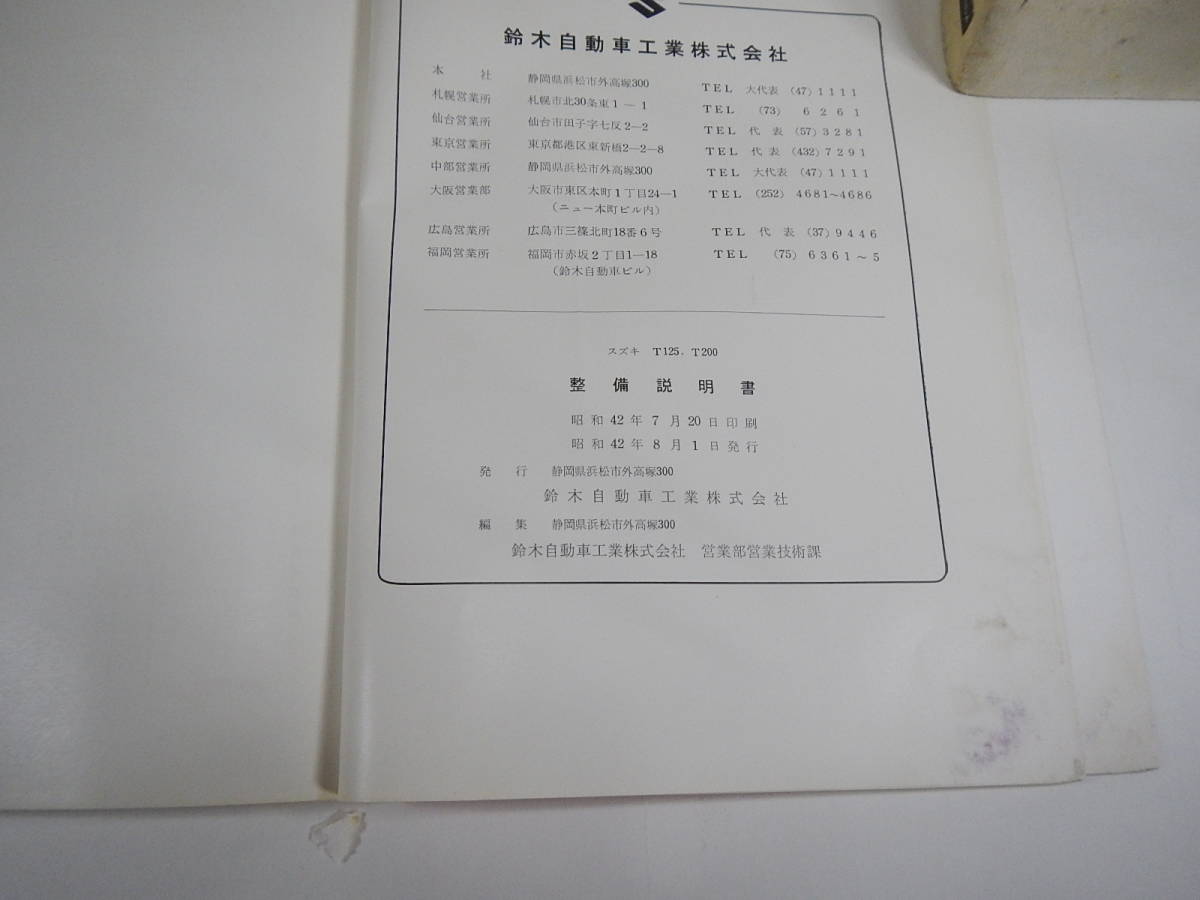 鈴木自動車工業株式会社
本社 静岡県浜松市外高塚300 TEL 大代表 (47)1111
札幌営業所 札幌市北30条東1―1 TEL (73) 6261
仙台営業所 仙台市田子字七反2―2 TEL 代表 (57)3281
東京営業所 東京都港区東新橋2―2―8 TEL 代表 (432)7291
中部営業所 静岡県浜松市外高塚300 TEL 大代表 (47)1111
大阪営業部 大阪市東区本町1丁目24―1 TEL (252) 4681~4686
(ニュー本町ビル内)
広島営業所 広島市三篠北町18番6号 TEL 代表 (37)9446
福岡営業所 福岡市赤坂2丁目1―18 TEL (75) 6361~5
(鈴木自動車ビル)
スズキ T125, T200
整備説明書
昭和42年7月20日印刷
昭和42年8月1日発行
発行 静岡県浜松市外高塚300
鈴木自動車工業株式会社
編集 静岡県浜松市外高塚300
鈴木自動車工業株式会社 営業部営業技術課